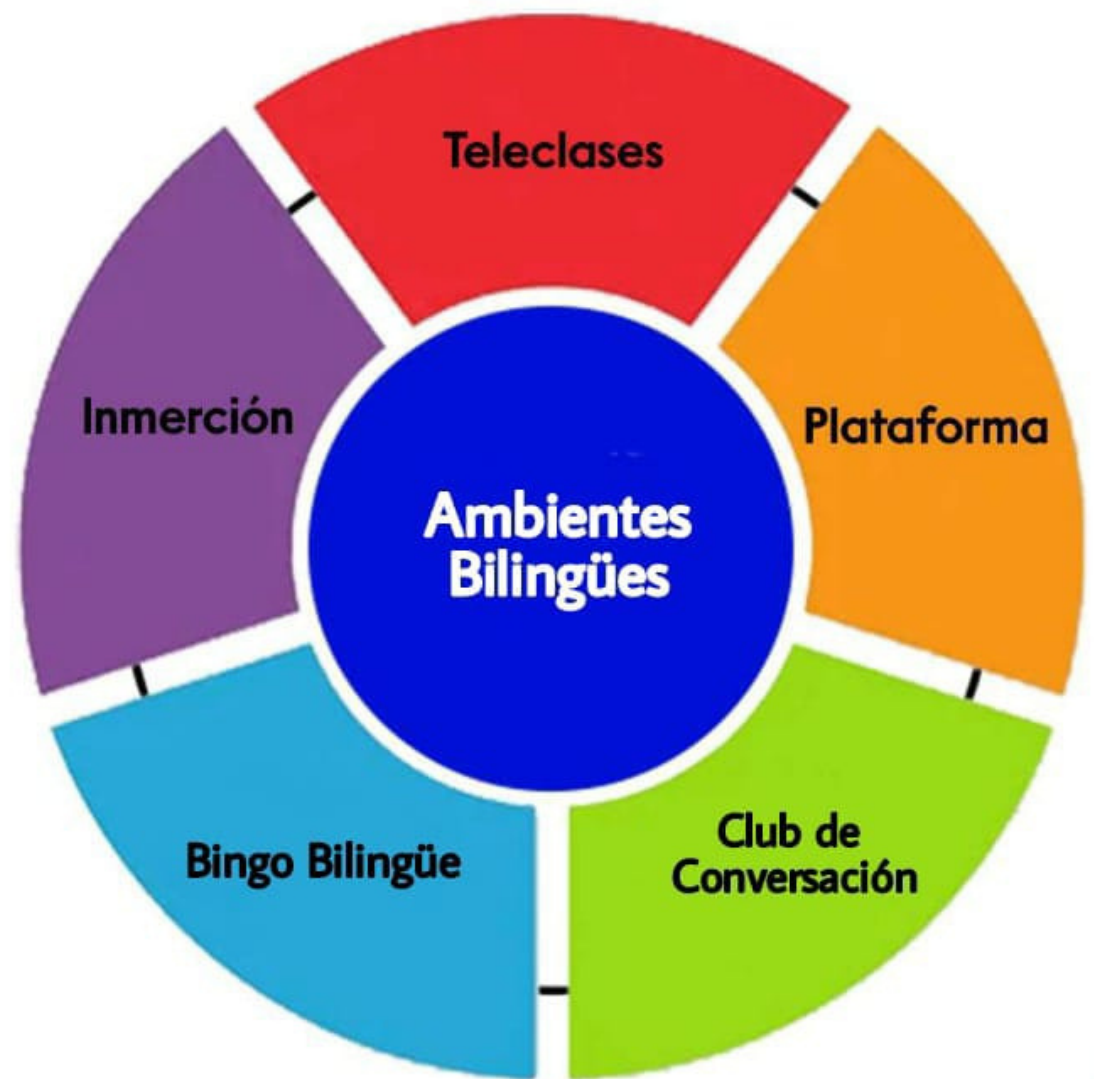 Teleclases
Plataforma
Club de
Conversación
Bingo Bilingüe
Inmerción
Ambientes
Bilingües